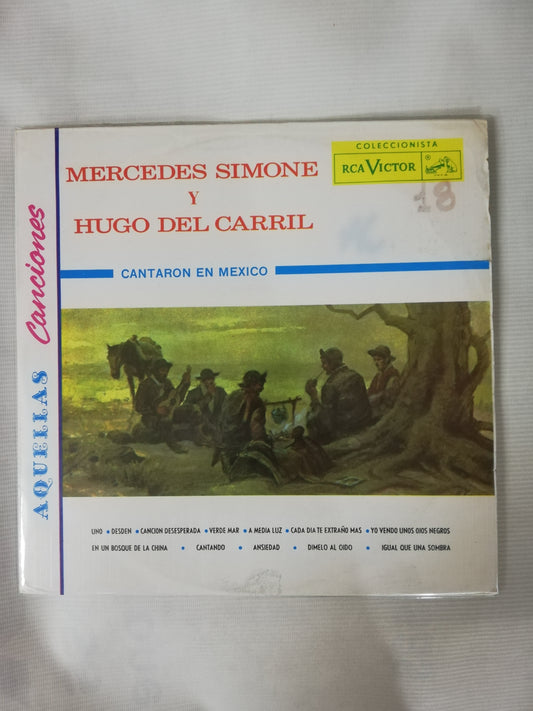 COLECCIONISTA
RCA VICTOR ®
18
MERCEDES SIMONE
Y
HUGO DEL CARRIL
CANTARON EN MEXICO
AQUELLAS Canciones
UNO • DESDEN • CANCION DESESPERADA • VERDE MAR • A MEDIA LUZ • CADA DIA TE EXTRAÑO MAS • YO VENDO UNOS OJOS NEGROS
EN UN BOSQUE DE LA CHINA • CANTANDO • ANSIEDAD • DIMELO AL OIDO • IGUAL QUE UNA SOMBRA